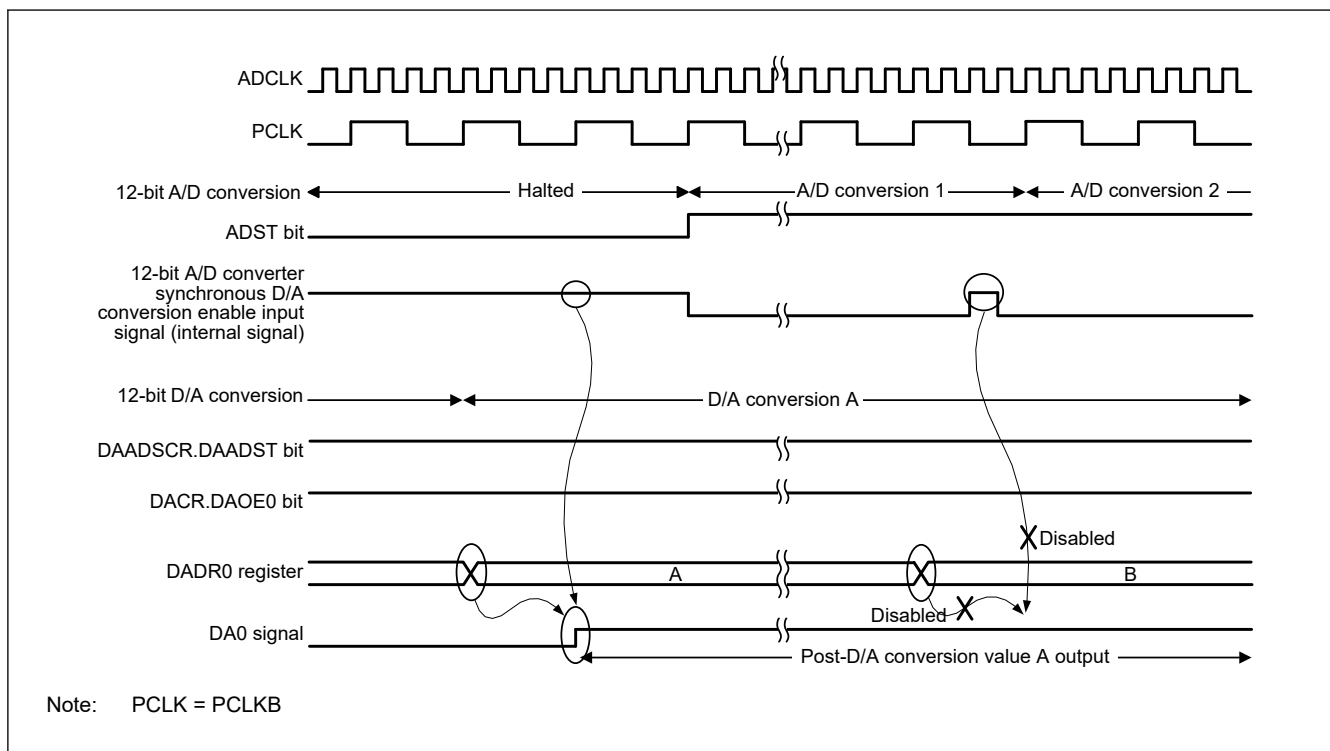 ADCLK
PCLK
12-bit A/D conversion
Halted
A/D conversion 1
A/D conversion 2
ADST bit
12-bit A/D converter
synchronous D/A
conversion enable input
signal (internal signal)
12-bit D/A conversion
D/A conversion A
DAADSCR.DAADST bit
DACR.DAOE0 bit
Disabled
DADR0 register
A
B
Disabled
DA0 signal
Post-D/A conversion value A output
Note: PCLK = PCLKB